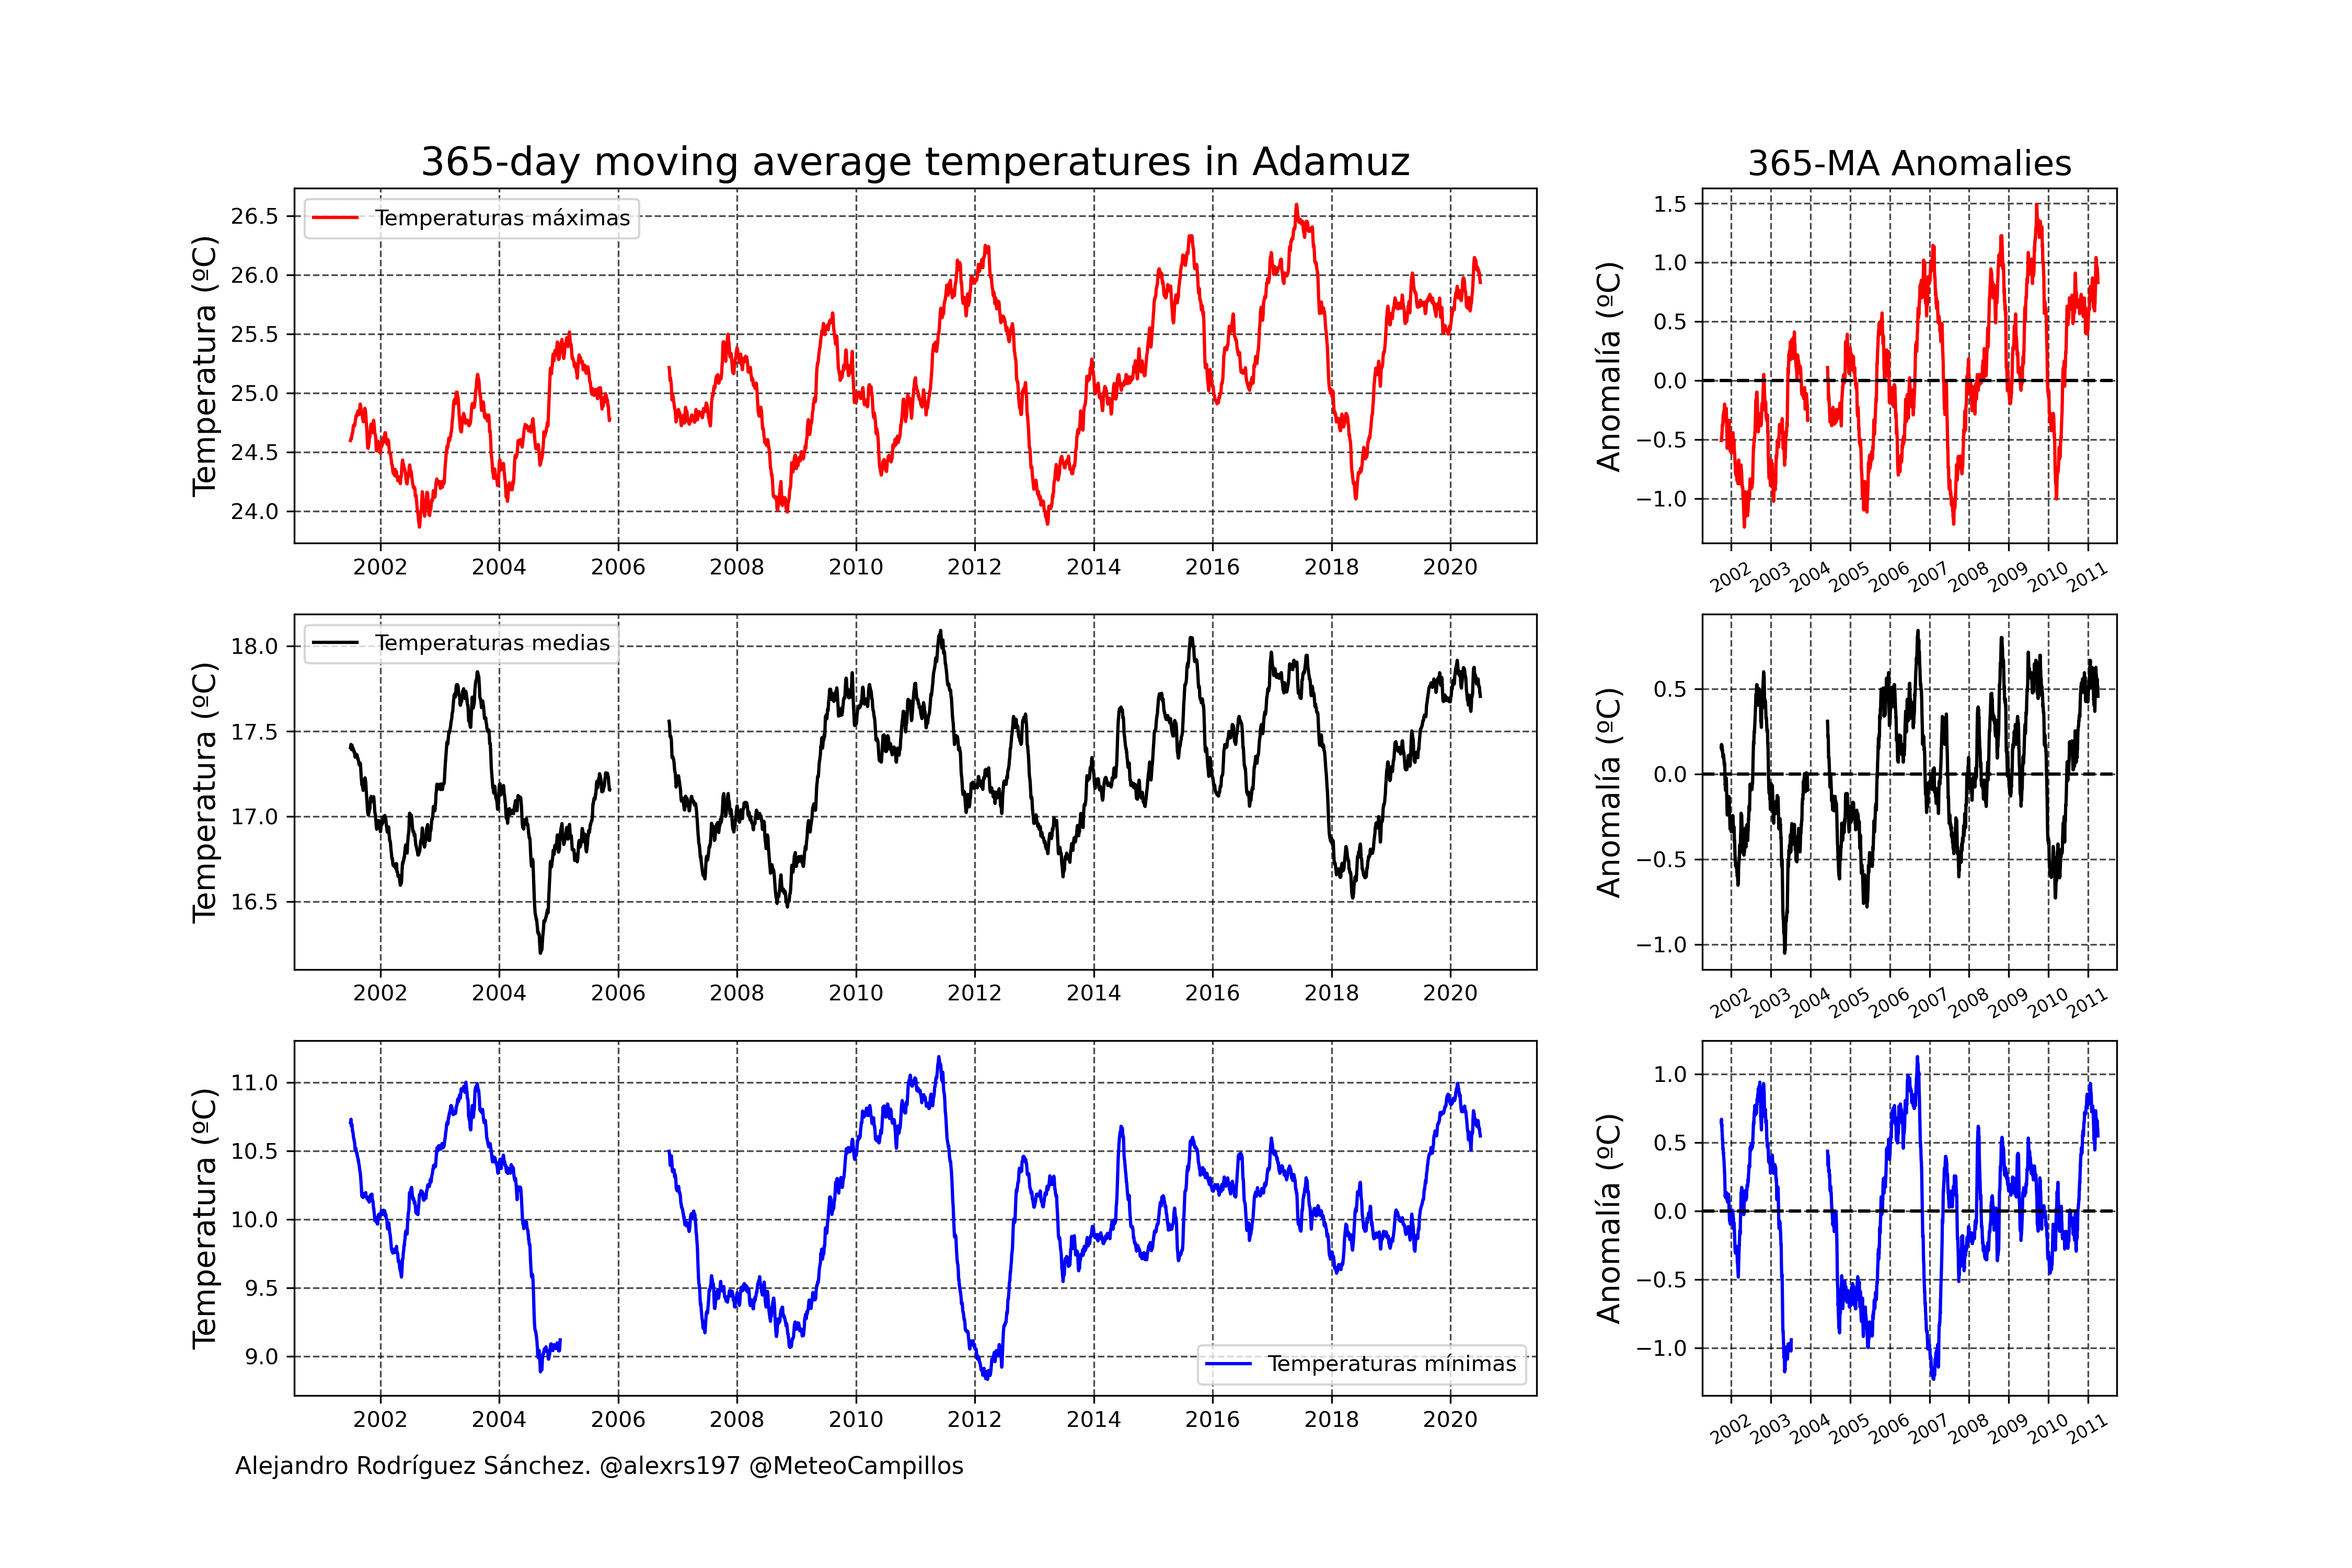 365-day moving average temperatures in Adamuz
365-MA Anomalies
Temperatura (ºC)
26.5
26.0
25.5
25.0
24.5
24.0
Temperaturas máximas
2002 2004 2006 2008 2010 2012 2014 2016 2018 2020
Anomalía (ºC)
1.5
1.0
0.5
0.0
−0.5
−1.0
2002 2003 2004 2005 2006 2007 2008 2009 2010 2011
Temperatura (ºC)
18.0
17.5
17.0
16.5
Temperaturas medias
2002 2004 2006 2008 2010 2012 2014 2016 2018 2020
Anomalía (ºC)
0.5
0.0
−0.5
−1.0
2002 2003 2004 2005 2006 2007 2008 2009 2010 2011
Temperatura (ºC)
11.0
10.5
10.0
9.5
9.0
Temperaturas mínimas
2002 2004 2006 2008 2010 2012 2014 2016 2018 2020
Anomalía (ºC)
1.0
0.5
0.0
−0.5
−1.0
2002 2003 2004 2005 2006 2007 2008 2009 2010 2011
Alejandro Rodríguez Sánchez. @alexrs197 @MeteoCampillos